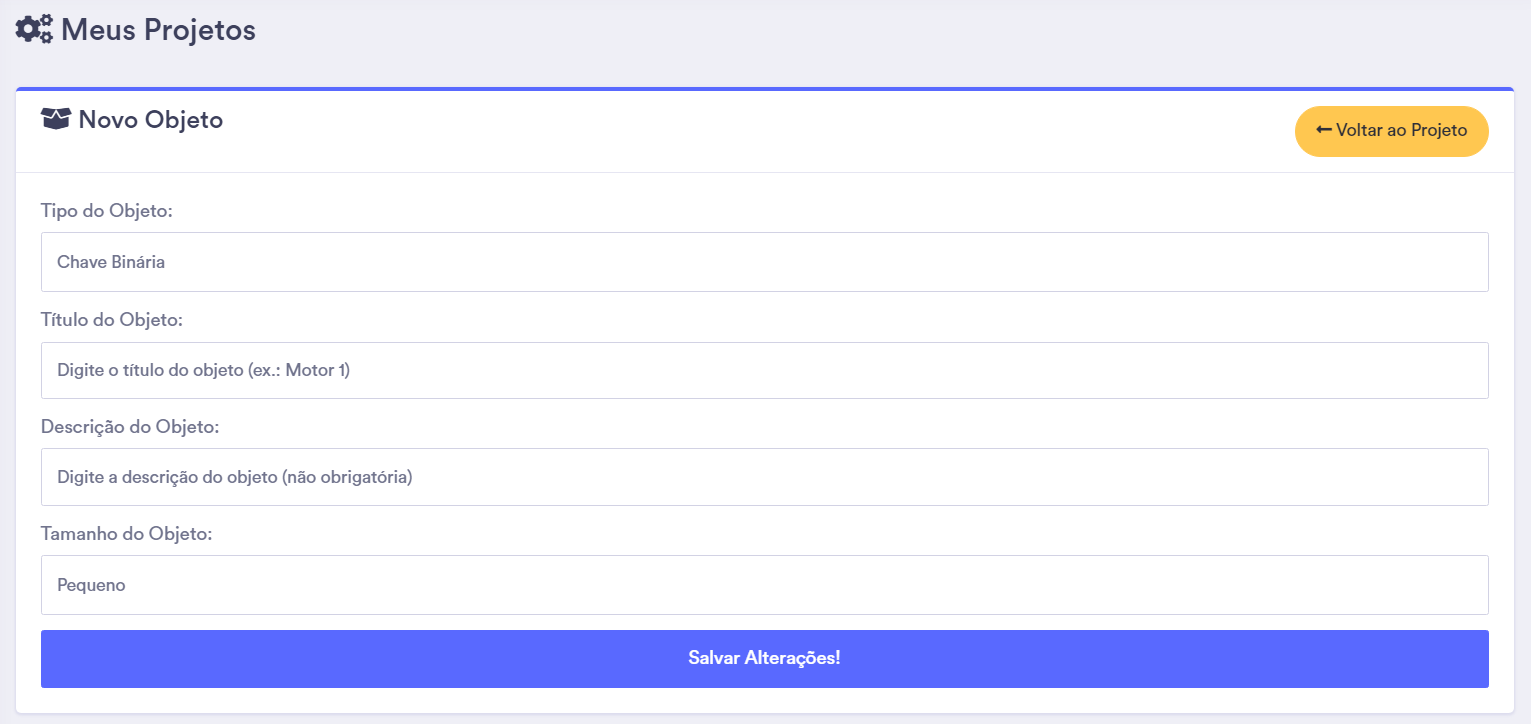 Meus Projetos
Novo Objeto
Voltar ao Projeto
Tipo do Objeto:
Chave Binária
Título do Objeto:
Digite o título do objeto (ex.: Motor 1)
Descrição do Objeto:
Digite a descrição do objeto (não obrigatória)
Tamanho do Objeto:
Pequeno
Salvar Alterações!